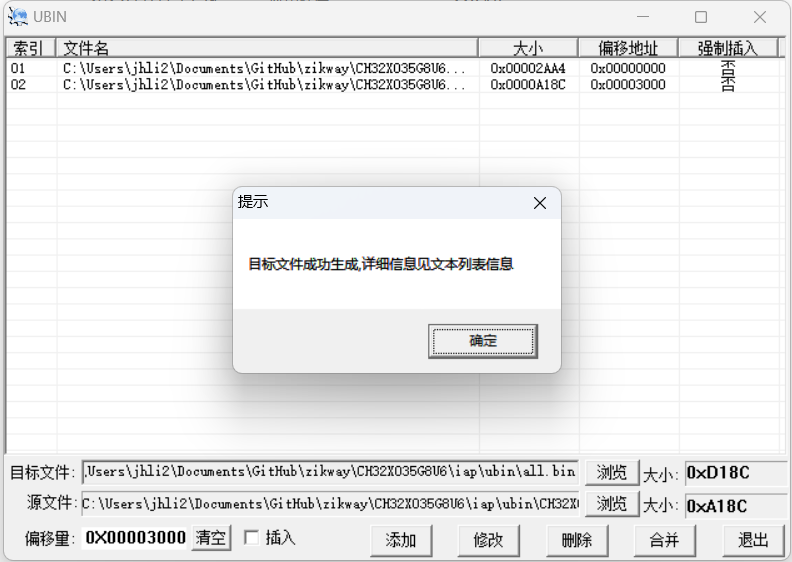 UBIN
索引 文件名 大小 偏移地址 强制插入
01 C:\Users\jhli2\Documents\GitHub\zikway\CH32X035G8U6... 0x00002AA4 0x00000000 否
02 C:\Users\jhli2\Documents\GitHub\zikway\CH32X035G8U6... 0x0000A18C 0x00003000 否
提示
目标文件成功生成,详细信息见文本列表信息
确定
目标文件: \Users\jhli2\Documents\GitHub\zikway\CH32X035G8U6\iap\ubin\all.bin 浏览 大小: 0xD18C
源文件: C:\Users\jhli2\Documents\GitHub\zikway\CH32X035G8U6\iap\ubin\CH32X 浏览 大小: 0xA18C
偏移量: 0X00003000 清空 插入 添加 修改 删除 合并 退出